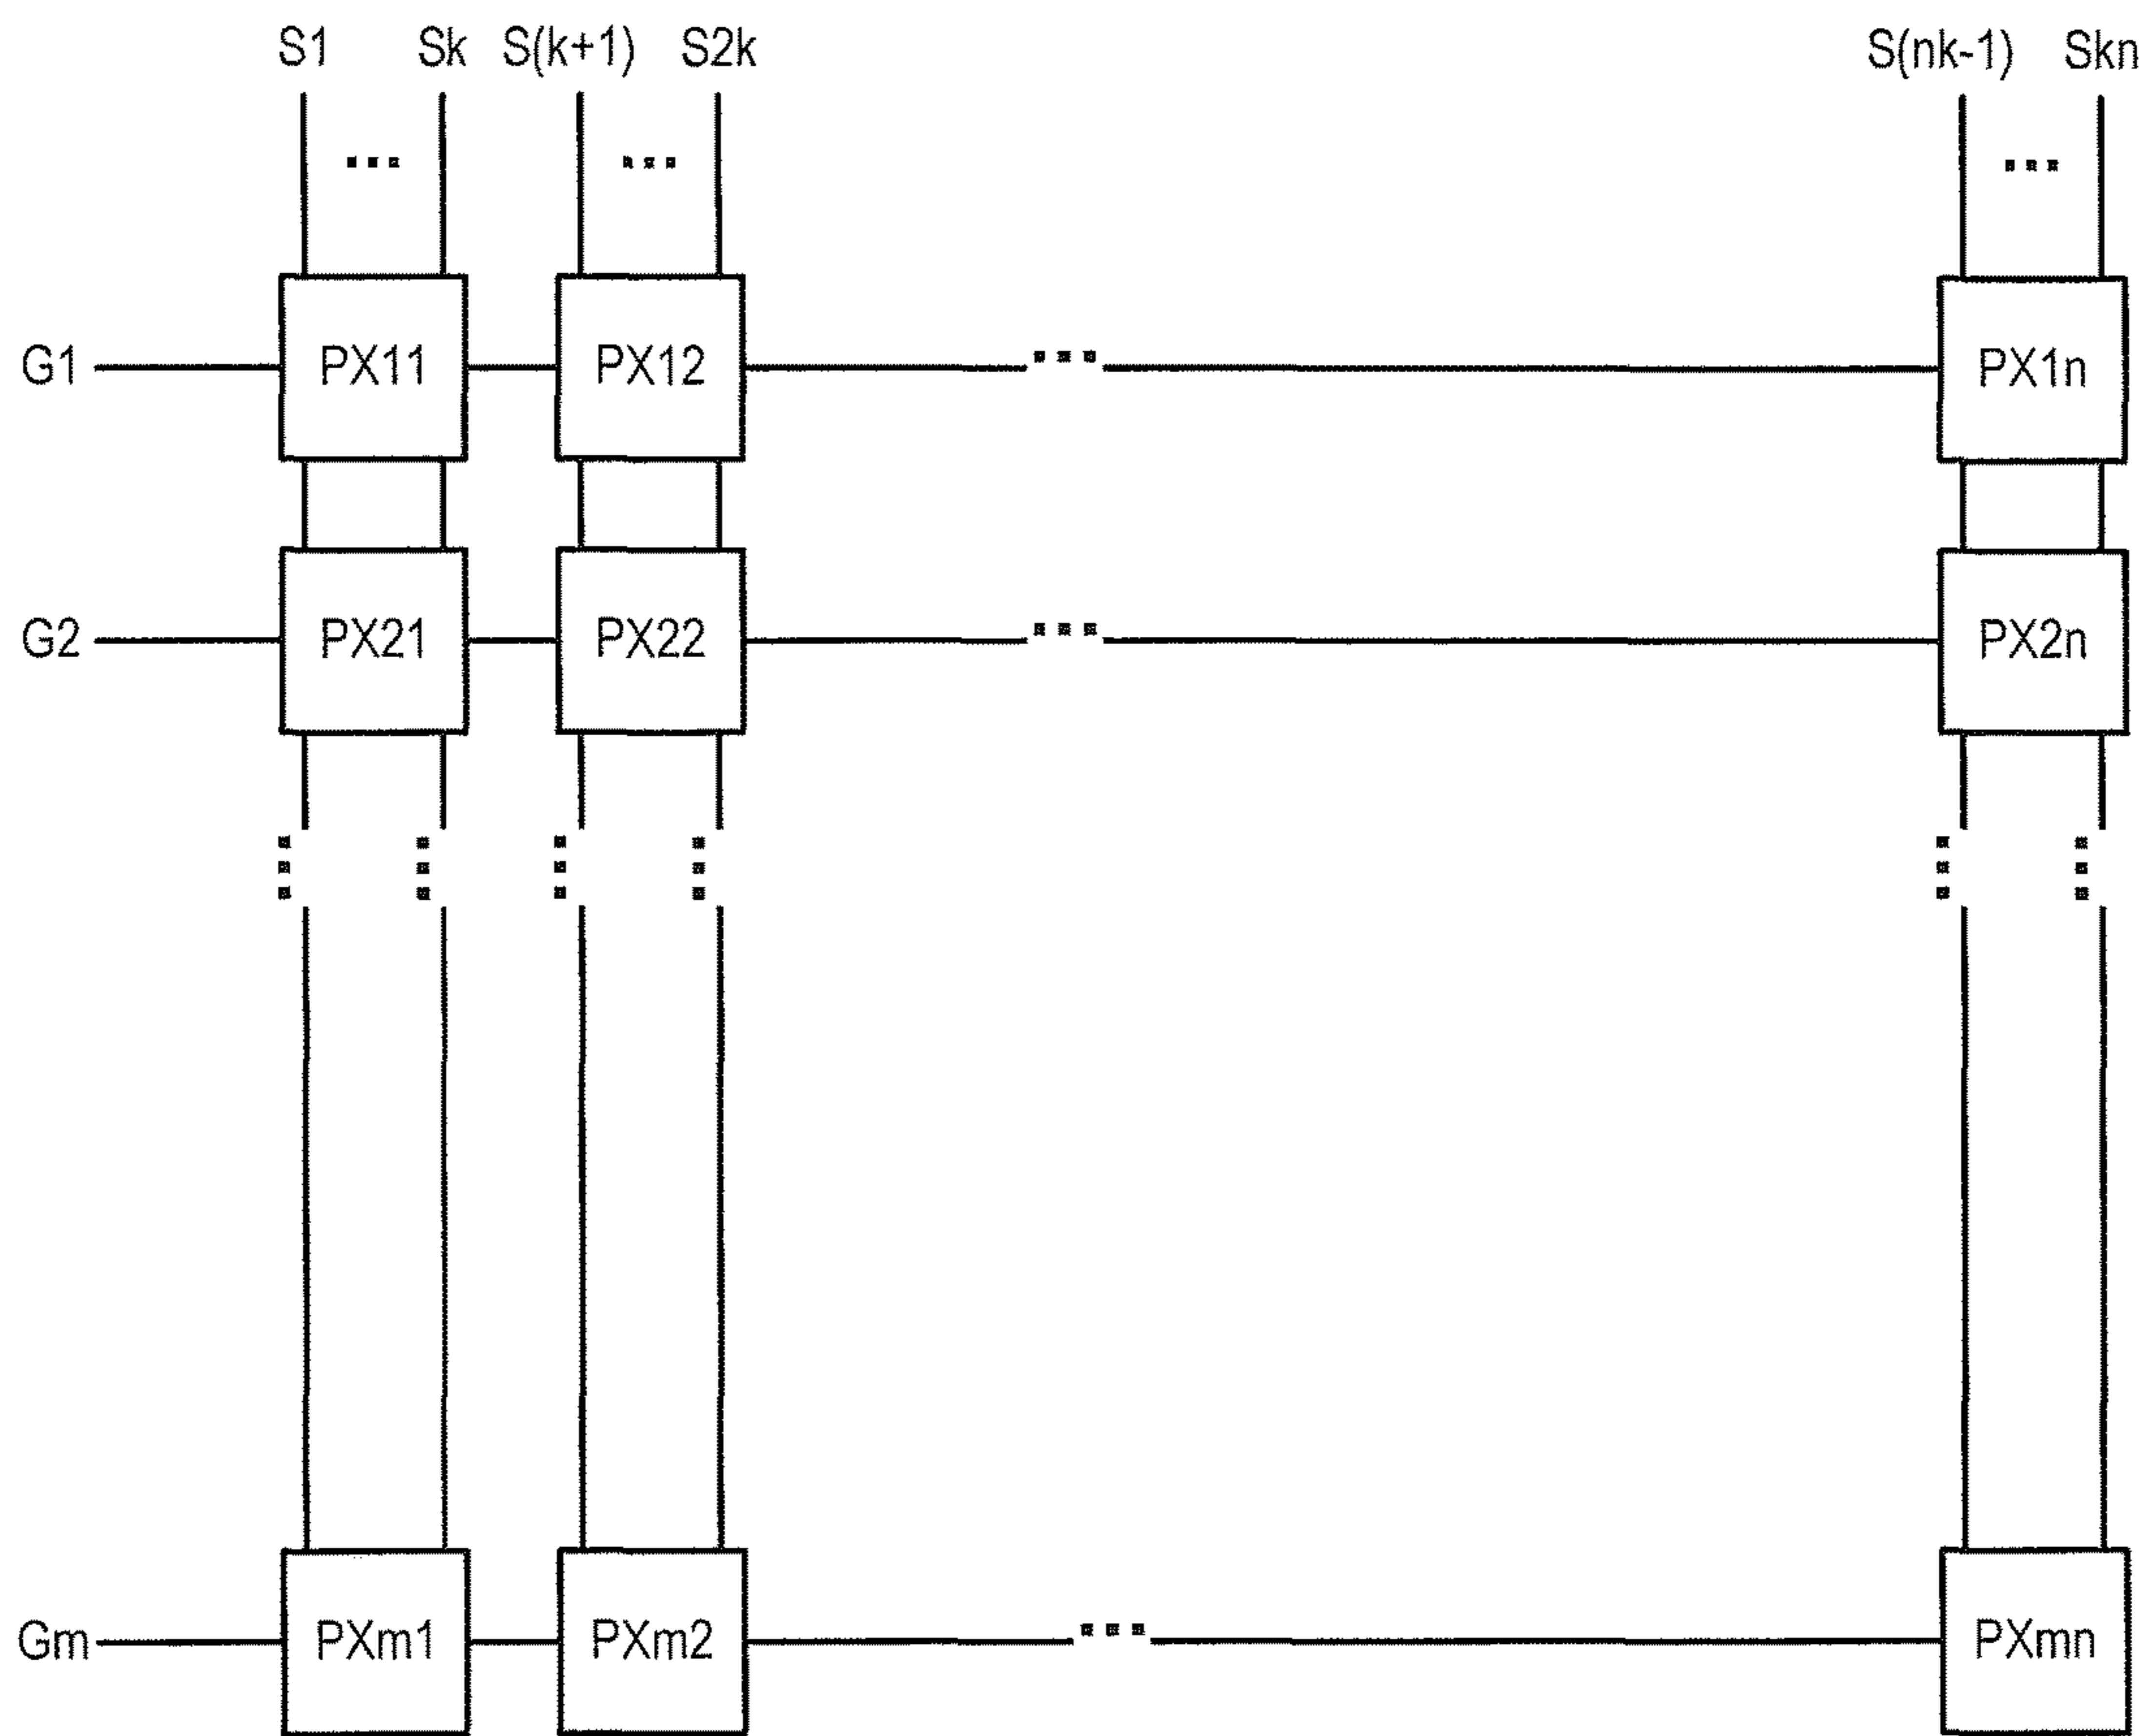 S1 Sk S(k+1) S2k S(nk-1) Skn
... ... ...
G1 PX11 PX12 ... PX1n
G2 PX21 PX22 ... PX2n
Gm PXm1 PXm2 ... PXmn